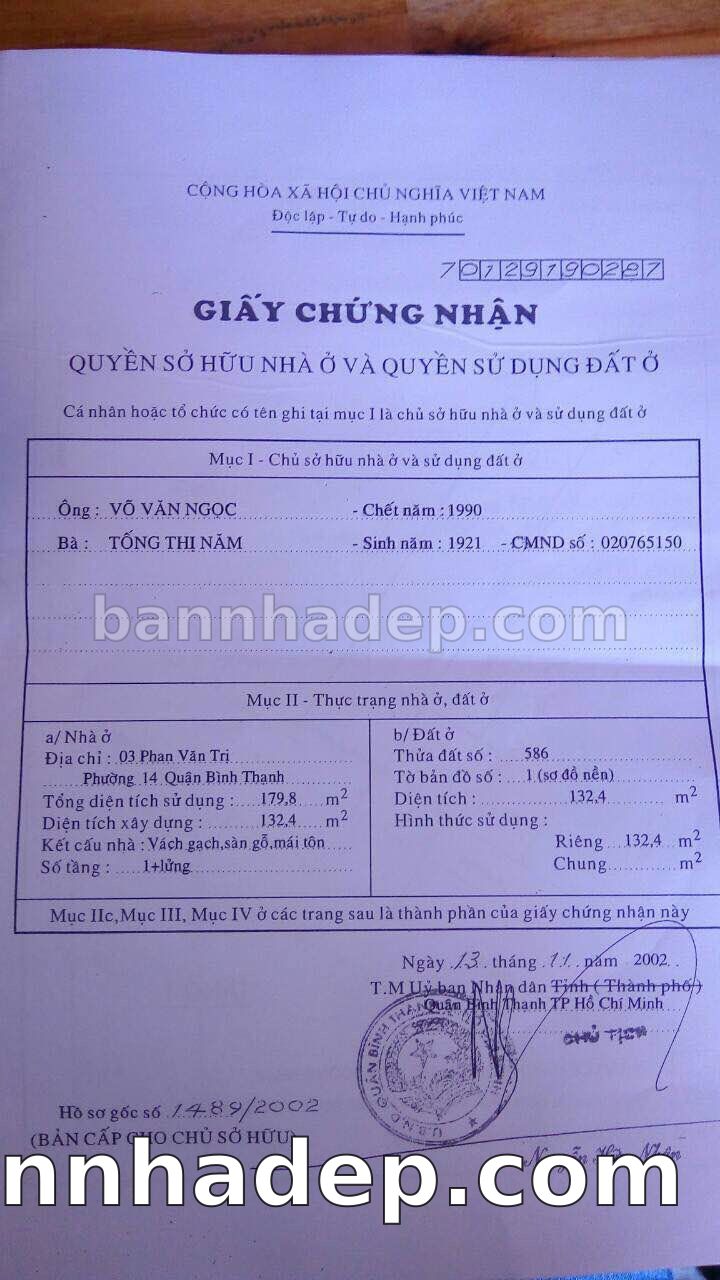 CỘNG HÒA XÃ HỘI CHỦ NGHĨA VIỆT NAM
Độc lập - Tự do - Hạnh phúc
70129190287
GIẤY CHỨNG NHẬN
QUYỀN SỞ HỮU NHÀ Ở VÀ QUYỀN SỬ DỤNG ĐẤT Ở
Cá nhân hoặc tổ chức có tên ghi tại mục I là chủ sở hữu nhà ở và sử dụng đất ở
Mục I - Chủ sở hữu nhà ở và sử dụng đất ở
Ông : VÕ VĂN NGỌC - Chết năm : 1990
Bà : TỐNG THỊ NĂM - Sinh năm : 1921 - CMND số : 020765150
bannhadep.com
Mục II - Thực trạng nhà ở, đất ở
a/ Nhà ở
Địa chỉ : 03 Phan Văn Trị
Phường 14 Quận Bình Thạnh
Tổng diện tích sử dụng : 179,8 m2
Diện tích xây dựng : 132,4 m2
Kết cấu nhà : Vách gạch,sàn gỗ,mái tôn
Số tầng : 1+lửng
b/ Đất ở
Thửa đất số : 586
Tờ bản đồ số : 1 (sơ đồ nền)
Diện tích : 132,4 m2
Hình thức sử dụng :
Riêng 132,4 m2
Chung m2
Mục IIc,Mục III, Mục IV ở các trang sau là thành phần của giấy chứng nhận này
Ngày 13 tháng 11 năm 2002
T.M Uỷ ban Nhân dân Tỉnh ( Thành phố )
Quận Bình Thạnh TP Hồ Chí Minh
CHỦ TỊCH
U.B.N.D QUẬN BÌNH THẠNH
Hồ sơ gốc số 1489/2002
(BẢN CẤP CHO CHỦ SỞ HỮU)
nnhadep.com